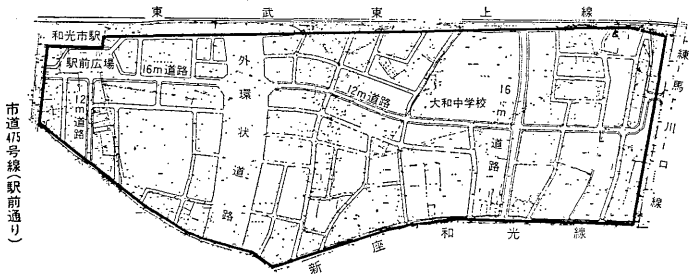 東武東上線
和光市駅
駅前広場
16m道路
12m道路
外環状道路
12m道路
大和中学校
16m道路
練馬川口線
市道475号線(駅前通り)
新座和光線